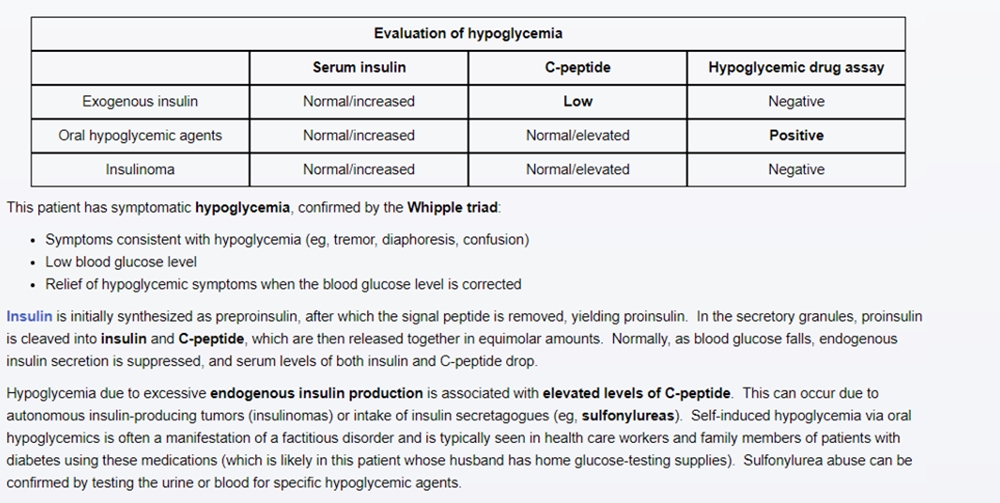 Evaluation of hypoglycemia
Serum insulin C-peptide Hypoglycemic drug assay
Exogenous insulin Normal/increased Low Negative
Oral hypoglycemic agents Normal/increased Normal/elevated Positive
Insulinoma Normal/increased Normal/elevated Negative
This patient has symptomatic hypoglycemia, confirmed by the Whipple triad:
• Symptoms consistent with hypoglycemia (eg, tremor, diaphoresis, confusion)
• Low blood glucose level
• Relief of hypoglycemic symptoms when the blood glucose level is corrected
Insulin is initially synthesized as preproinsulin, after which the signal peptide is removed, yielding proinsulin. In the secretory granules, proinsulin
is cleaved into insulin and C-peptide, which are then released together in equimolar amounts. Normally, as blood glucose falls, endogenous
insulin secretion is suppressed, and serum levels of both insulin and C-peptide drop.
Hypoglycemia due to excessive endogenous insulin production is associated with elevated levels of C-peptide. This can occur due to
autonomous insulin-producing tumors (insulinomas) or intake of insulin secretagogues (eg, sulfonylureas). Self-induced hypoglycemia via oral
hypoglycemics is often a manifestation of a factitious disorder and is typically seen in health care workers and family members of patients with
diabetes using these medications (which is likely in this patient whose husband has home glucose-testing supplies). Sulfonylurea abuse can be
confirmed by testing the urine or blood for specific hypoglycemic agents.